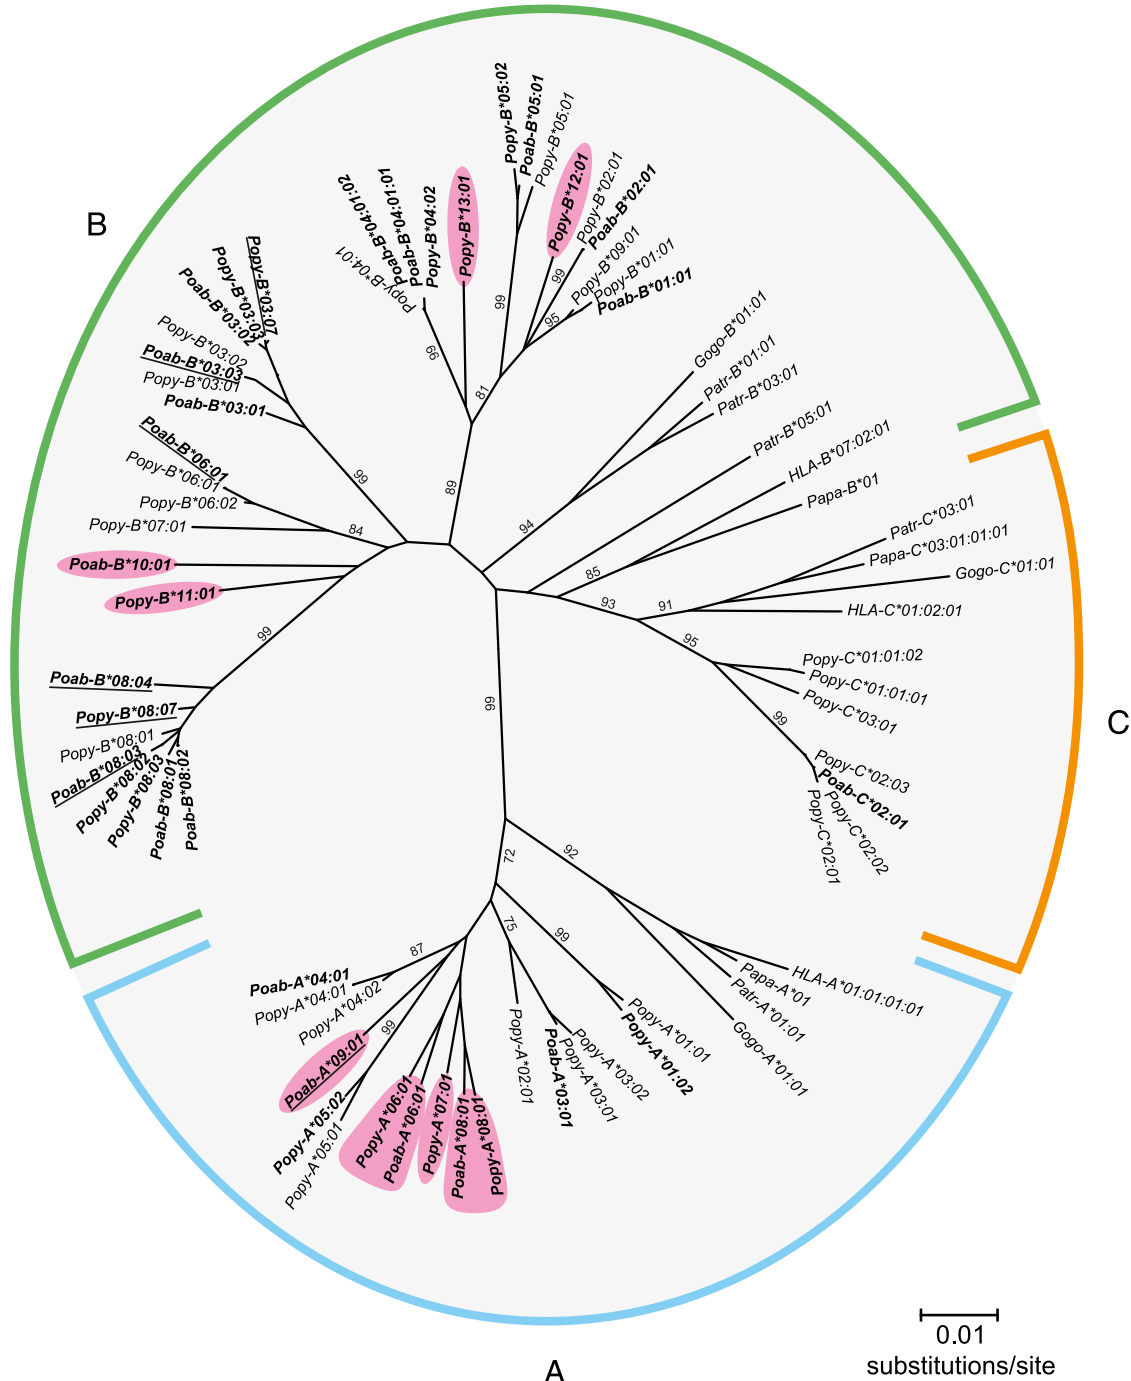 B
Popy-B*05:02
Poab-B*05:01
Popy-B*05:01
Popy-B*12:01
Popy-B*02:01
Poab-B*02:01
Popy-B*09:01
Popy-B*01:01
Poab-B*01:01
Popy-B*13:01
Popy-B*04:02
Poab-B*04:01:01
Poab-B*04:01:02
Popy-B*04:01
Popy-B*03:07
Popy-B*03:03
Poab-B*03:02
Popy-B*03:02
Poab-B*03:03
Popy-B*03:01
Poab-B*03:01
Poab-B*06:01
Popy-B*06:01
Popy-B*06:02
Popy-B*07:01
Poab-B*10:01
Popy-B*11:01
Poab-B*08:04
Popy-B*08:07
Popy-B*08:01
Poab-B*08:03
Popy-B*08:02
Popy-B*08:03
Poab-B*08:01
Poab-B*08:02
Gogo-B*01:01
Patr-B*01:01
Patr-B*03:01
Patr-B*05:01
HLA-B*07:02:01
Papa-B*01
Patr-C*03:01
Papa-C*03:01:01:01
Gogo-C*01:01
HLA-C*01:02:01
Popy-C*01:01:02
Popy-C*01:01:01
Popy-C*03:01
Popy-C*02:03
Poab-C*02:01
Popy-C*02:02
Popy-C*02:01
C
HLA-A*01:01:01:01
Papa-A*01
Patr-A*01:01
Gogo-A*01:01
Popy-A*01:01
Popy-A*01:02
Popy-A*03:02
Popy-A*03:01
Poab-A*03:01
Popy-A*02:01
Poab-A*04:01
Popy-A*04:01
Popy-A*04:02
Poab-A*09:01
Popy-A*05:02
Popy-A*05:01
Popy-A*06:01
Poab-A*06:01
Popy-A*07:01
Poab-A*08:01
Popy-A*08:01
99
99
95
81
99
99
89
84
99
94
85
93
91
95
99
99
72
92
99
75
87
99
0.01
substitutions/site
A